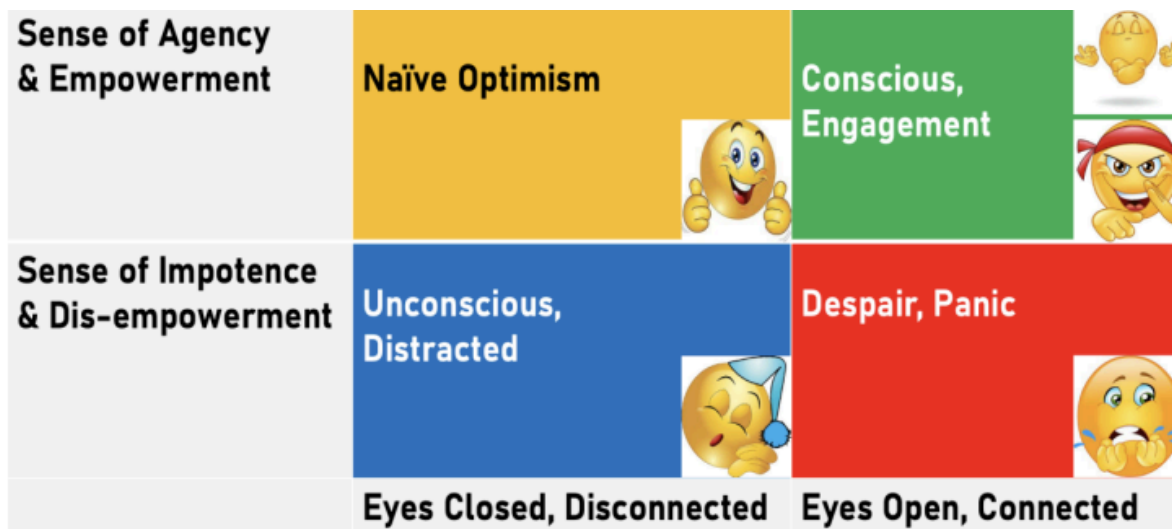 Sense of Agency
& Empowerment
Naïve Optimism
Conscious,
Engagement
Sense of Impotence
& Dis-empowerment
Unconscious,
Distracted
Despair, Panic
Eyes Closed, Disconnected
Eyes Open, Connected